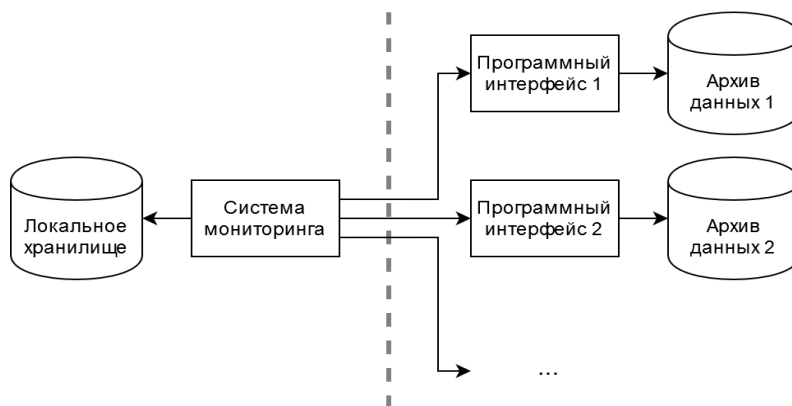 Программный
интерфейс 1
Архив
данных 1
Локальное
хранилище
Система
мониторинга
Программный
интерфейс 2
Архив
данных 2
...